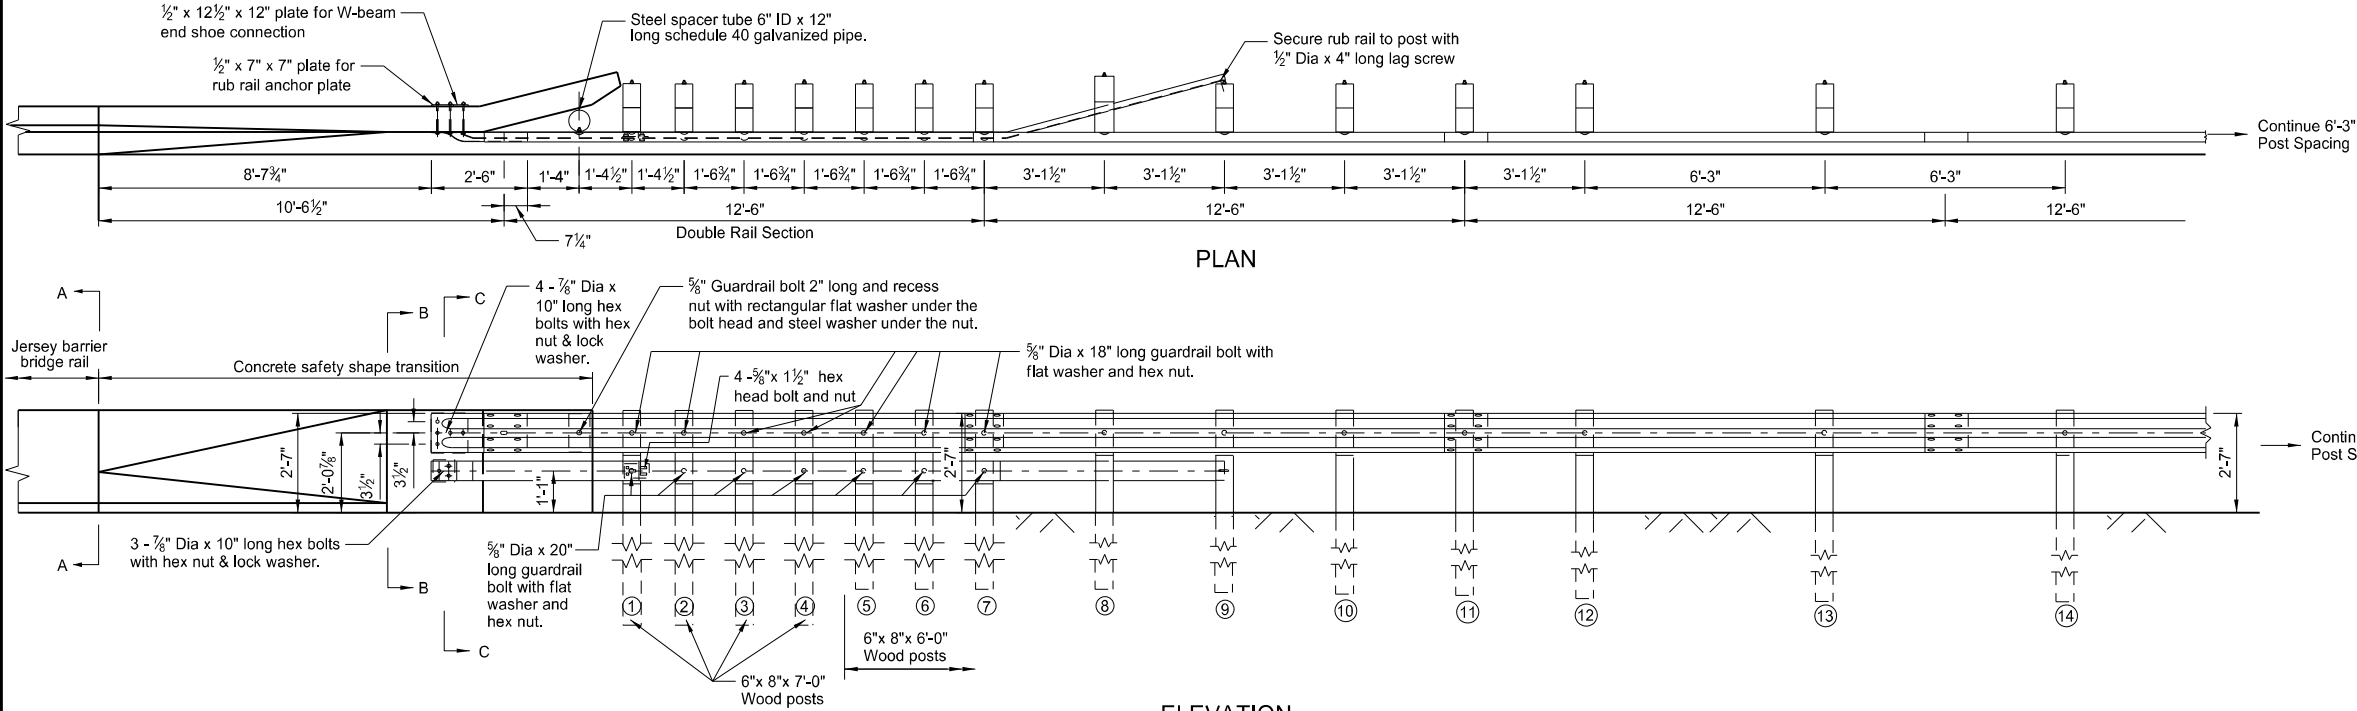 ½" x 12½" x 12" plate for W-beam
end shoe connection
½" x 7" x 7" plate for
rub rail anchor plate
Steel spacer tube 6" ID x 12"
long schedule 40 galvanized pipe.
Secure rub rail to post with
½" Dia x 4" long lag screw
Continue 6'-3"
Post Spacing
8'-7¾" 2'-6" 1'-4" 1'-4½" 1'-4½" 1'-6¾" 1'-6¾" 1'-6¾" 1'-6¾" 1'-6¾" 3'-1½" 3'-1½" 3'-1½" 3'-1½" 3'-1½" 6'-3" 6'-3"
10'-6½" 12'-6" 12'-6" 12'-6" 12'-6"
Double Rail Section
7¼"
PLAN
A
B
C
4 - ⅞" Dia x
10" long hex
bolts with hex
nut & lock
washer.
⅝" Guardrail bolt 2" long and recess
nut with rectangular flat washer under the
bolt head and steel washer under the nut.
Jersey barrier
bridge rail
Concrete safety shape transition
4 -⅝"x 1½" hex
head bolt and nut
⅝" Dia x 18" long guardrail bolt with
flat washer and hex nut.
2'-7"
2'-0⅞"
3½"
3½"
1'-1"
2'-7"
2'-7"
Contin
Post S
3 - ⅞" Dia x 10" long hex bolts
with hex nut & lock washer.
A
B
C
⅝" Dia x 20"
long guardrail
bolt with flat
washer and
hex nut.
1 2 3 4 5 6 7 8 9 10 11 12 13 14
6"x 8"x 6'-0"
Wood posts
6"x 8"x 7'-0"
Wood posts
ELEVATION